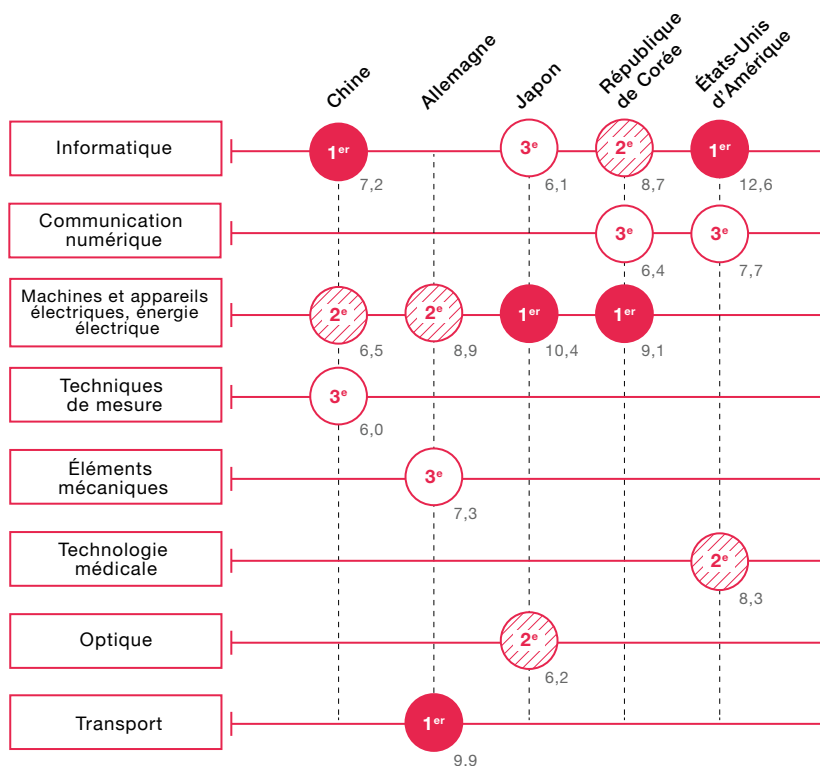 Chine
Allemagne
Japon
République
de Corée
États-Unis
d'Amérique
Informatique
1er
3e
2e
1er
7,2
6,1
8,7
12,6
Communication
numérique
3e
3e
6,4
7,7
Machines et appareils
électriques, énergie
électrique
2e
2e
1er
1er
6,5
8,9
10,4
9,1
Techniques
de mesure
3e
6,0
Éléments
mécaniques
3e
7,3
Technologie
médicale
2e
8,3
Optique
2e
6,2
Transport
1er
9,9